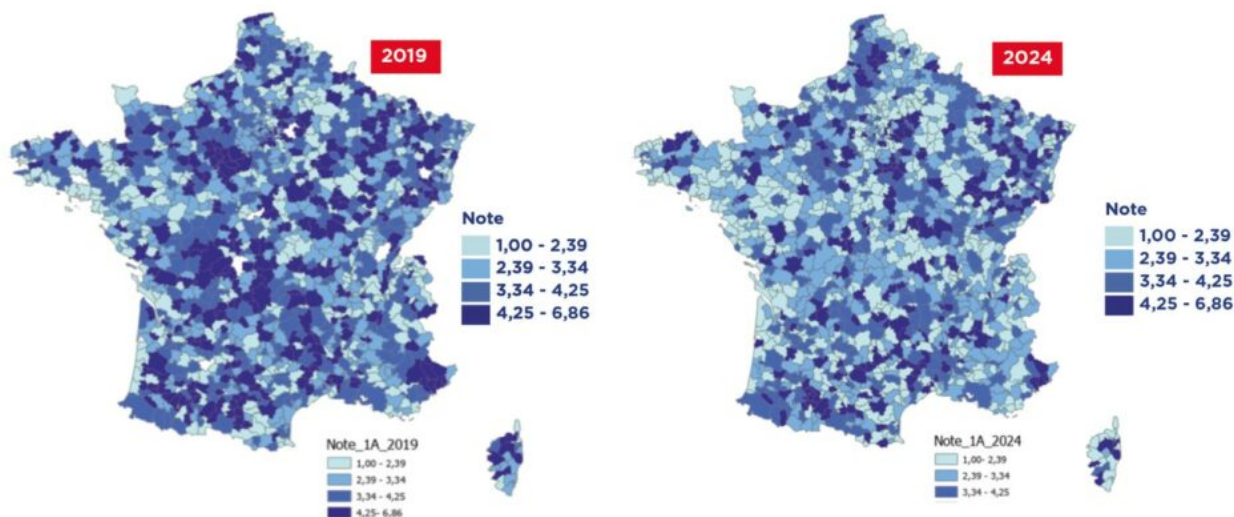 2019
Note
1,00 - 2,39
2,39 - 3,34
3,34 - 4,25
4,25 - 6,86
Note_1A_2019
1,00 - 2,39
2,39 - 3,34
3,34 - 4,25
4,25- 6,86
2024
Note
1,00 - 2,39
2,39 - 3,34
3,34 - 4,25
4,25 - 6,86
Note_1A_2024
1,00- 2,39
2,39 - 3,34
3,34 - 4,25